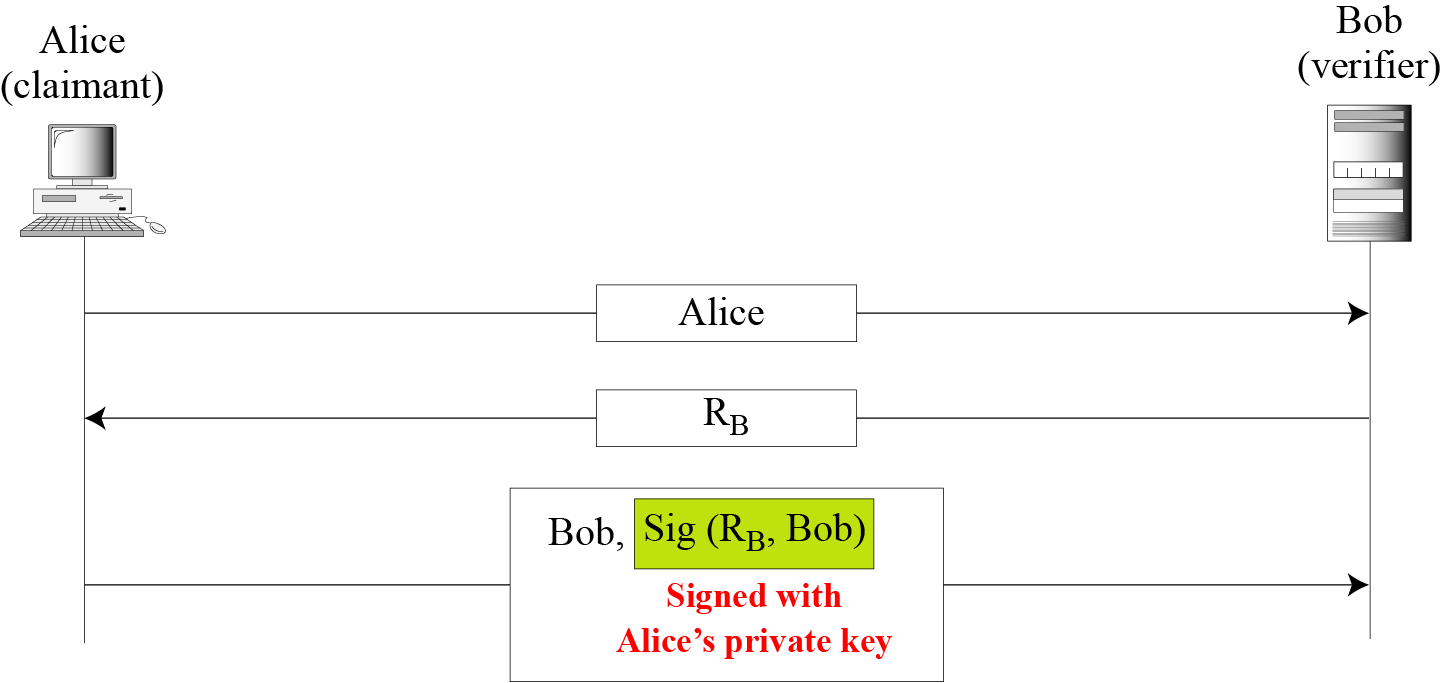 Alice
(claimant)
Bob
(verifier)
Alice
R_B
Bob, Sig (R_B, Bob)
Signed with
Alice’s private key